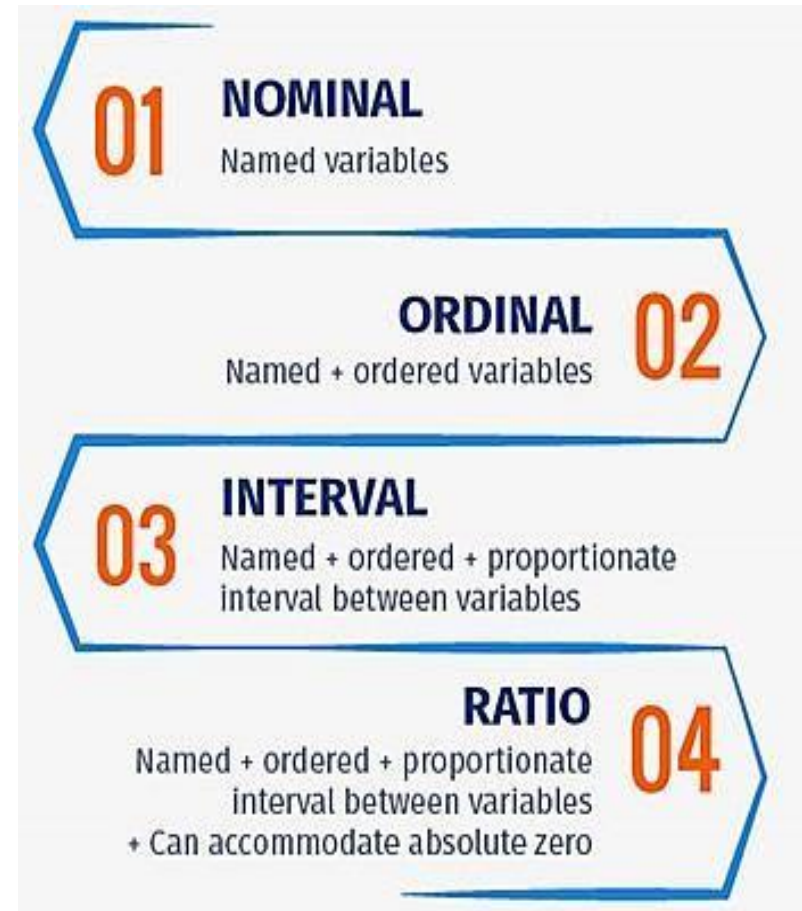 01
NOMINAL
Named variables
ORDINAL
02
Named + ordered variables
03
INTERVAL
Named + ordered + proportionate
interval between variables
RATIO
04
Named + ordered + proportionate
interval between variables
+ Can accommodate absolute zero